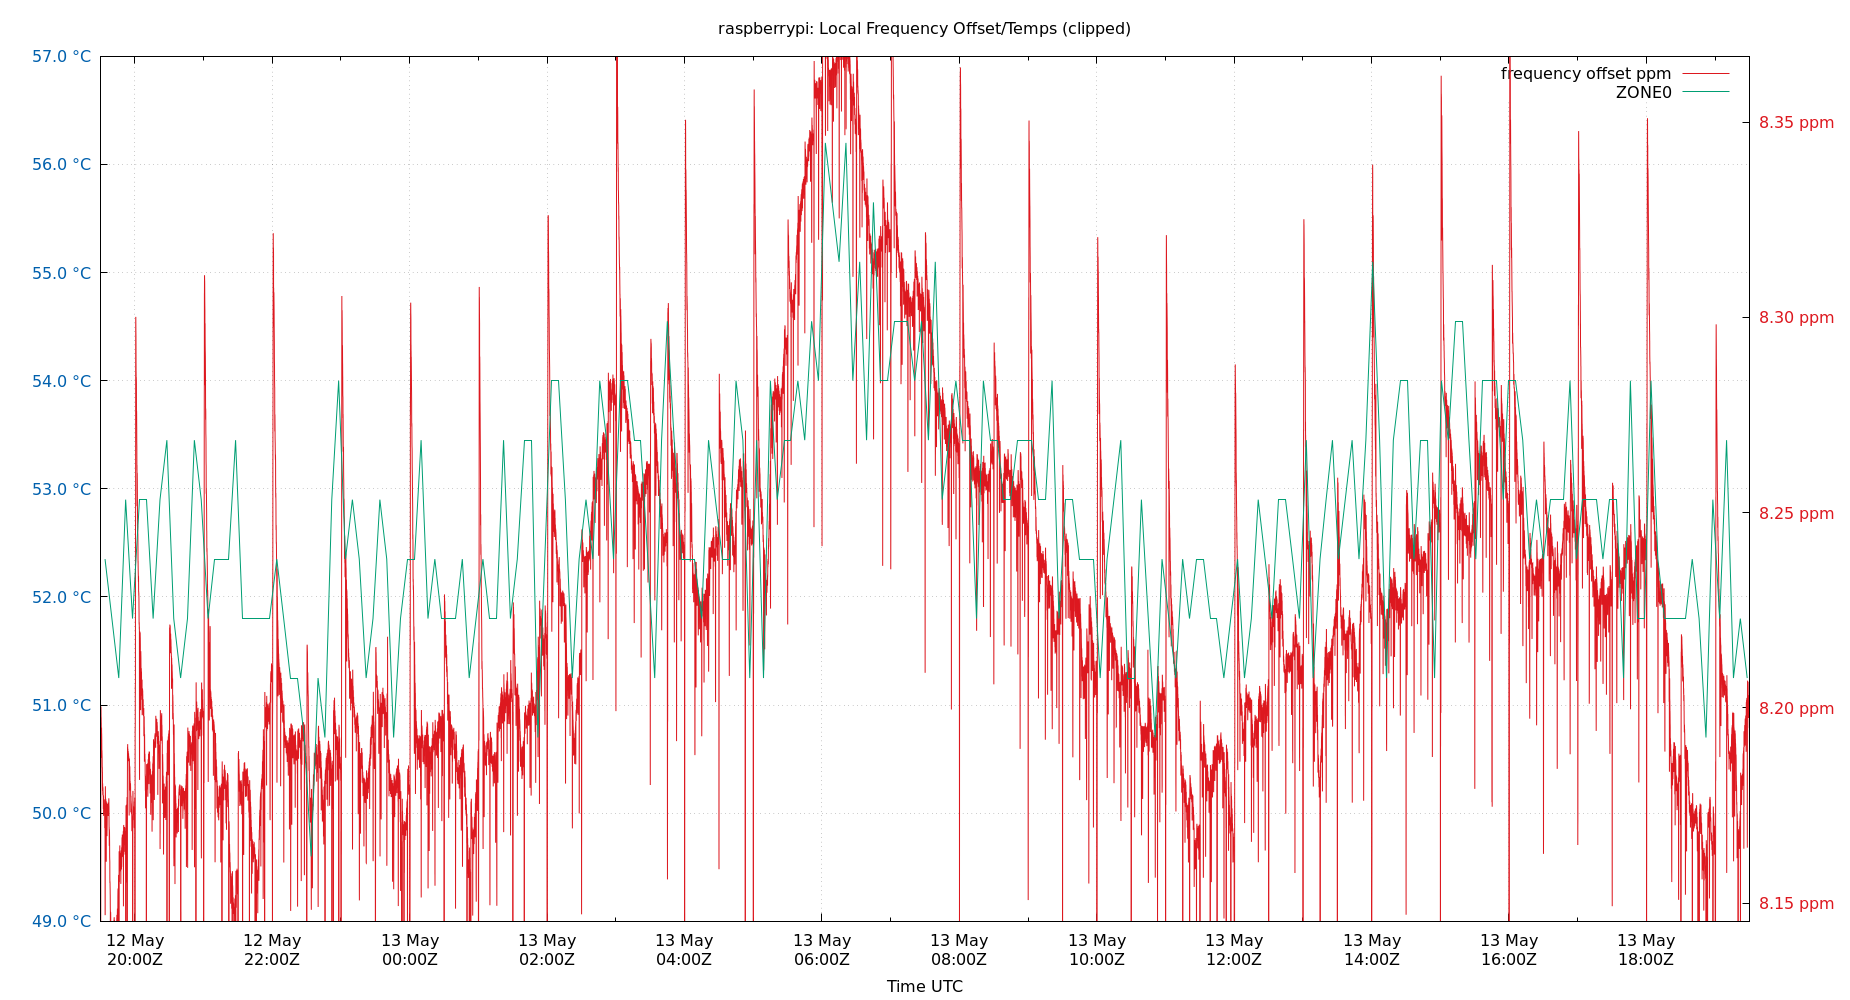 raspberrypi: Local Frequency Offset/Temps (clipped)
57.0 °C
56.0 °C
55.0 °C
54.0 °C
53.0 °C
52.0 °C
51.0 °C
50.0 °C
49.0 °C
frequency offset ppm
ZONE0
8.35 ppm
8.30 ppm
8.25 ppm
8.20 ppm
8.15 ppm
12 May
20:00Z
12 May
22:00Z
13 May
00:00Z
13 May
02:00Z
13 May
04:00Z
13 May
06:00Z
13 May
08:00Z
13 May
10:00Z
13 May
12:00Z
13 May
14:00Z
13 May
16:00Z
13 May
18:00Z
Time UTC